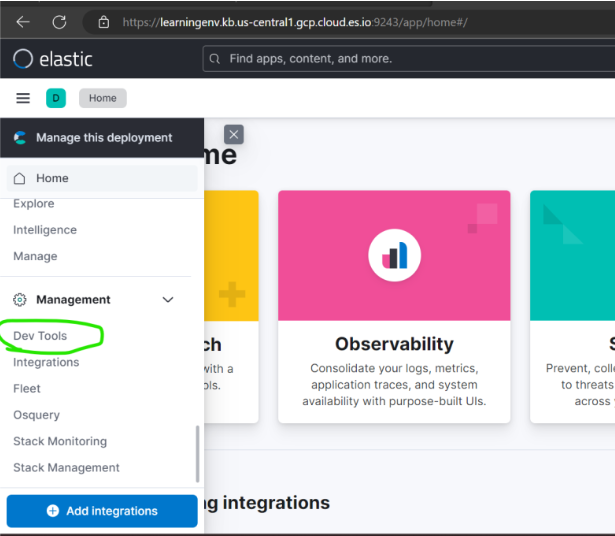 https://learningenv.kb.us-central1.gcp.cloud.es.io:9243/app/home#/
elastic
Find apps, content, and more.
D
Home
Manage this deployment
Home
Explore
Intelligence
Manage
Management
Dev Tools
Integrations
Fleet
Osquery
Stack Monitoring
Stack Management
Add integrations
me
ch
with a
ols.
Observability
Consolidate your logs, metrics,
application traces, and system
availability with purpose-built UIs.
S
Prevent, coll
to threats
across
ng integrations